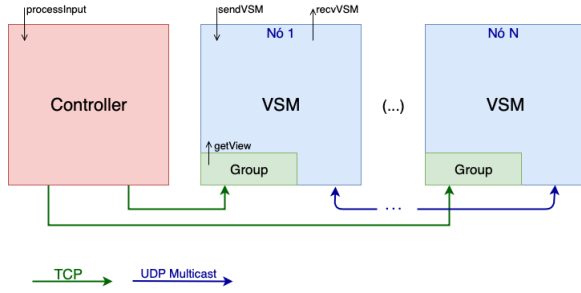 processInput
sendVSM
recvVSM
Nó 1
Nó N
Controller
VSM
(...)
VSM
getView
Group
Group
...
TCP
UDP Multicast